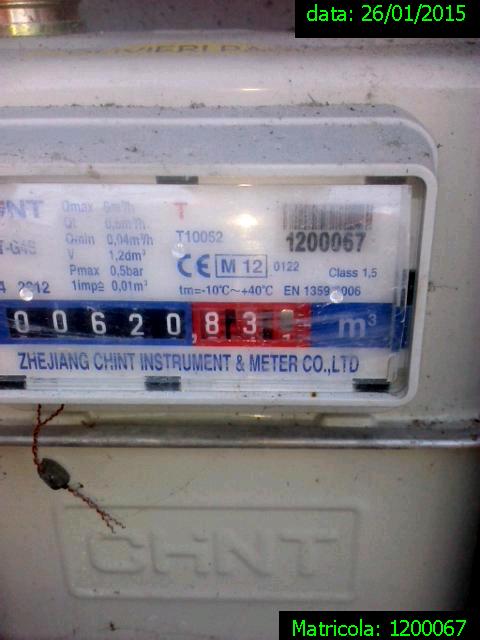 data: 26/01/2015
T
Qmax 6m³/h
Qmin 0,04m³/h
T10052
1200067
V 1,2dm³
Pmax 0,5bar
CE M 12 0122
Class 1,5
1imp≙ 0,01m³
tm=-10℃~+40℃
00620,83
m³
ZHEJIANG CHINT INSTRUMENT & METER CO.,LTD
CHNT
Matricola: 1200067